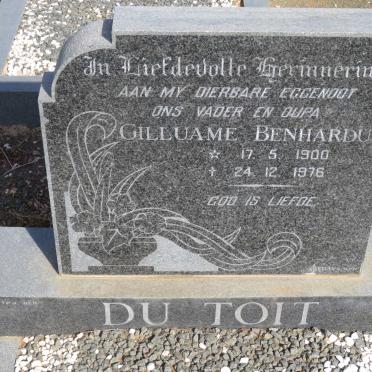 In Liefdevolle Herinnerin
AAN MY DIERBARE EGGENOOT
ONS VADER EN OUPA
GILLUAME BENHARDU
☆ 17. 5. 1900
† 24. 12. 1976
GOD IS LIEFDE.
DU TOIT